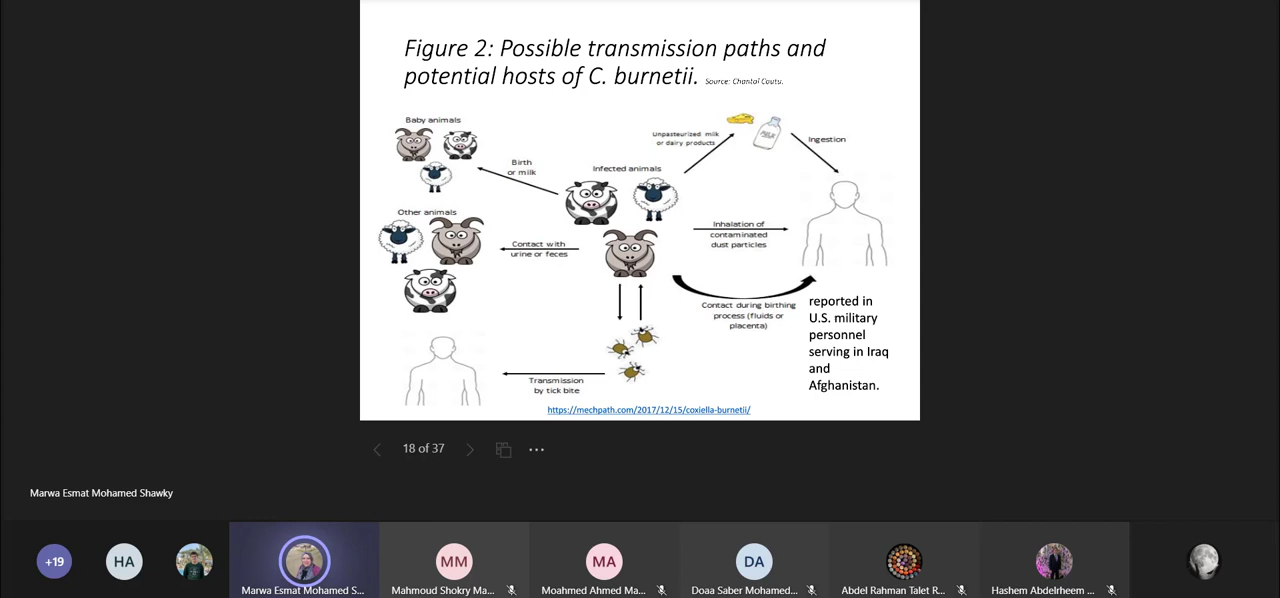 Figure 2: Possible transmission paths and
potential hosts of C. burnetii. Source: Chantal Coutu.
Baby animals
Birth
or milk
Infected animals
Unpasteurized milk
or dairy products
MILK
Ingestion
Other animals
Contact with
urine or feces
Inhalation of
contaminated
dust particles
Contact during birthing
process (fluids or
placenta)
reported in
U.S. military
personnel
serving in Iraq
and
Afghanistan.
Transmission
by tick bite
https://mechpath.com/2017/12/15/coxiella-burnetii/
18 of 37
Marwa Esmat Mohamed Shawky
+19
HA
MM
MA
DA
Marwa Esmat Mohamed S...
Mahmoud Shokry Ma...
Moahmed Ahmed Ma...
Doaa Saber Mohamed...
Abdel Rahman Talet R...
Hashem Abdelrheem ...